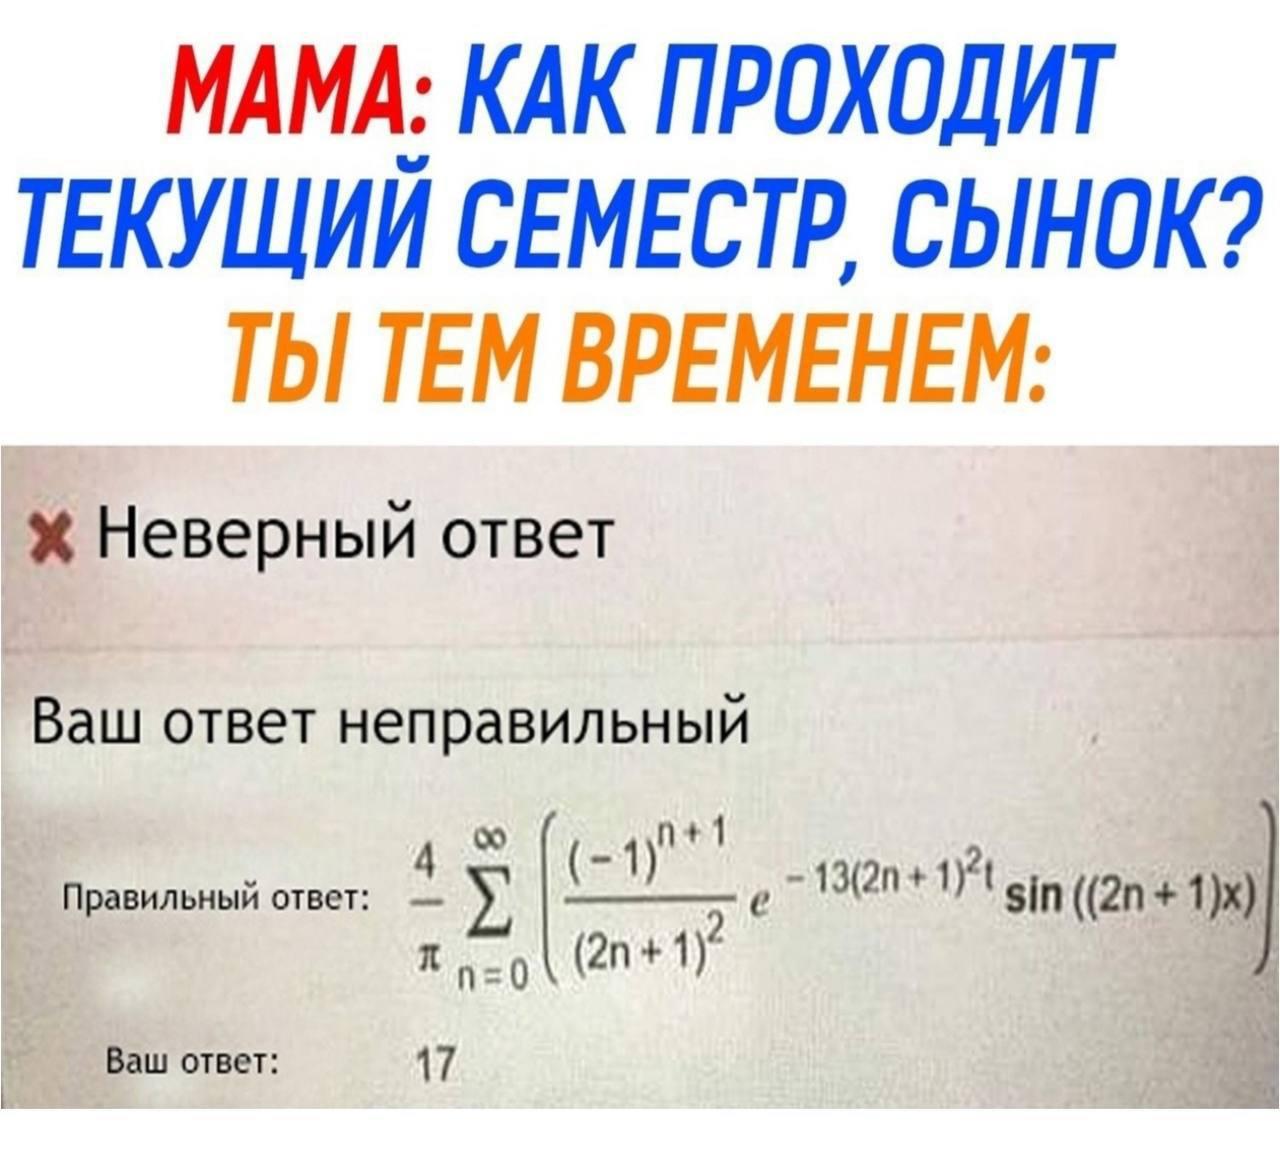 МАМА: КАК ПРОХОДИТ
ТЕКУЩИЙ СЕМЕСТР, СЫНОК?
ТЫ ТЕМ ВРЕМЕНЕМ:
Неверный ответ
Ваш ответ неправильный
Правильный ответ: 4/π ∑ n=0 ∞ ((−1)^(n+1)/(2n+1)² e^(−13(2n+1)²t) sin((2n+1)x))
Ваш ответ: 17